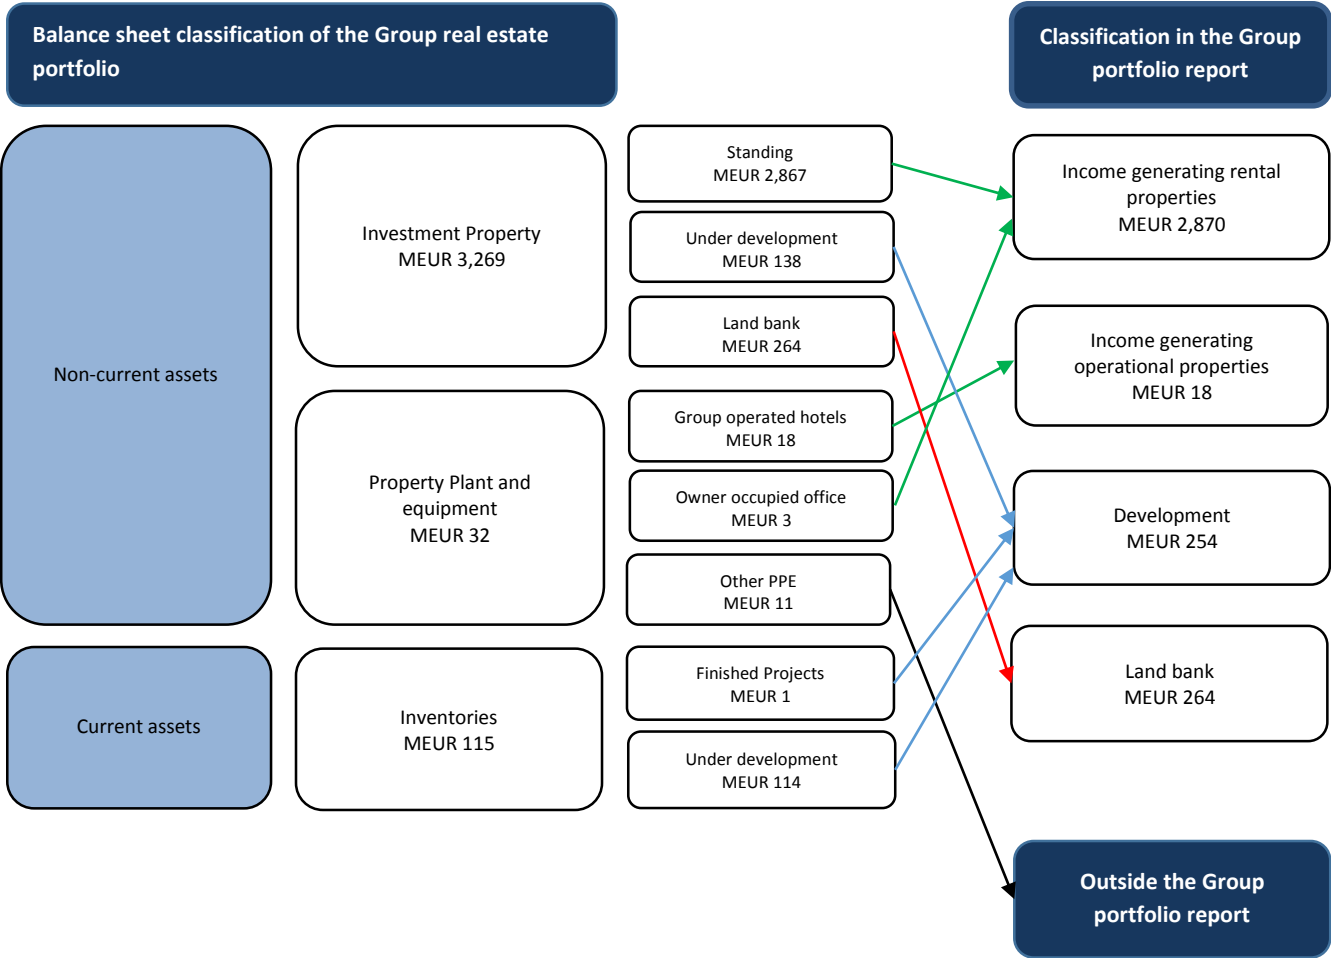 Balance sheet classification of the Group real estate
portfolio
Classification in the Group
portfolio report
Non-current assets
Investment Property
MEUR 3,269
Standing
MEUR 2,867
Under development
MEUR 138
Land bank
MEUR 264
Property Plant and
equipment
MEUR 32
Group operated hotels
MEUR 18
Owner occupied office
MEUR 3
Other PPE
MEUR 11
Current assets
Inventories
MEUR 115
Finished Projects
MEUR 1
Under development
MEUR 114
Income generating rental
properties
MEUR 2,870
Income generating
operational properties
MEUR 18
Development
MEUR 254
Land bank
MEUR 264
Outside the Group
portfolio report